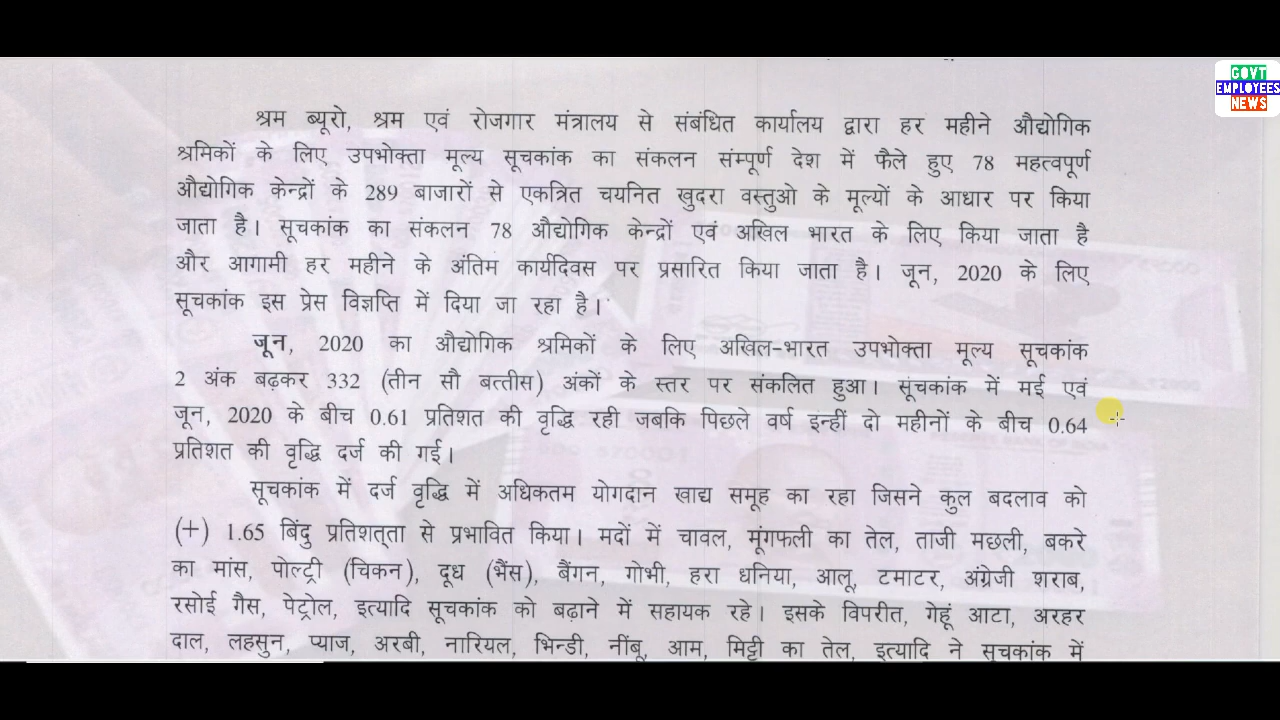 GOVT
EMPLOYEES
NEWS
श्रम ब्यूरो, श्रम एवं रोजगार मंत्रालय से संबंधित कार्यालय द्वारा हर महीने औद्योगिक
श्रमिकों के लिए उपभोक्ता मूल्य सूचकांक का संकलन संम्पूर्ण देश में फैले हुए 78 महत्वपूर्ण
औद्योगिक केन्द्रों के 289 बाजारों से एकत्रित चयनित खुदरा वस्तुओ के मूल्यों के आधार पर किया
जाता है। सूचकांक का संकलन 78 औद्योगिक केन्द्रों एवं अखिल भारत के लिए किया जाता है
और आगामी हर महीने के अंतिम कार्यदिवस पर प्रसारित किया जाता है। जून, 2020 के लिए
सूचकांक इस प्रेस विज्ञप्ति में दिया जा रहा है।
जून, 2020 का औद्योगिक श्रमिकों के लिए अखिल-भारत उपभोक्ता मूल्य सूचकांक
2 अंक बढ़कर 332 (तीन सौ बत्तीस) अंकों के स्तर पर संकलित हुआ। सूंचकांक में मई एवं
जून, 2020 के बीच 0.61 प्रतिशत की वृद्धि रही जबकि पिछले वर्ष इन्हीं दो महीनों के बीच 0.64
प्रतिशत की वृद्धि दर्ज की गई।
सूचकांक में दर्ज वृद्धि में अधिकतम योगदान खाद्य समूह का रहा जिसने कुल बदलाव को
(+) 1.65 बिंदु प्रतिशत्ता से प्रभावित किया। मदों में चावल, मूंगफली का तेल, ताजी मछली, बकरे
का मांस, पोल्ट्री (चिकन), दूध (भैंस), बैंगन, गोभी, हरा धनिया, आलू, टमाटर, अंग्रेजी शराब,
रसोई गैस, पेट्रोल, इत्यादि सूचकांक को बढ़ाने में सहायक रहे। इसके विपरीत, गेहूं आटा, अरहर
दाल, लहसुन, प्याज, अरबी, नारियल, भिन्डी, नींबू, आम, मिट्टी का तेल, इत्यादि ने सूचकांक में